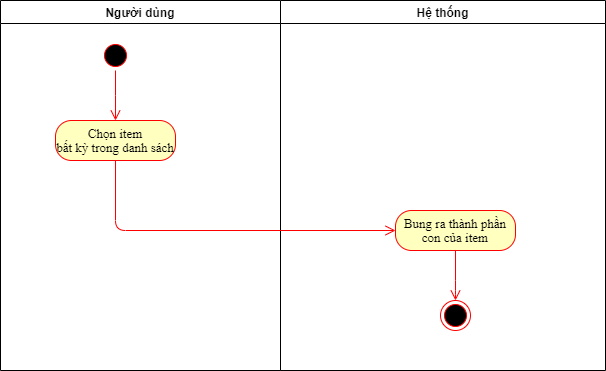 Người dùng
Hệ thống
Chọn item
bất kỳ trong danh sách
Bung ra thành phần
con của item